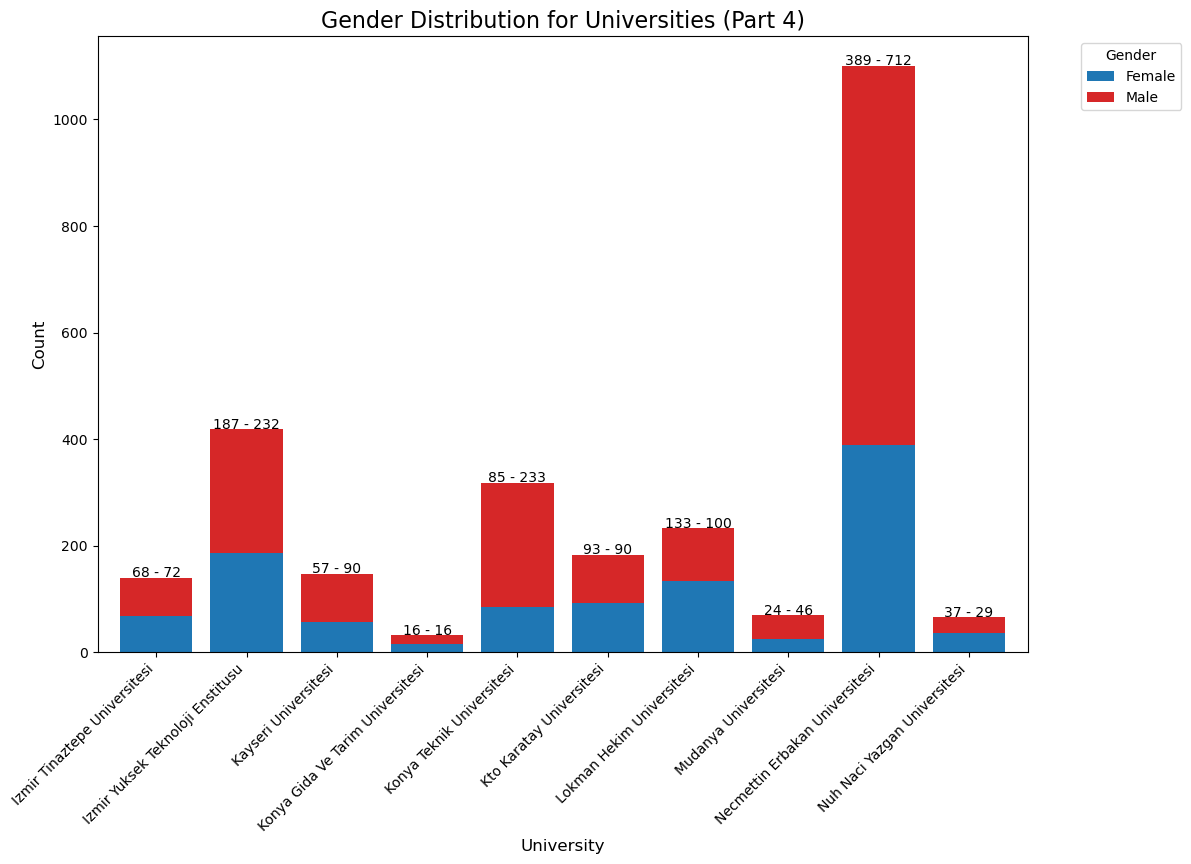 Gender Distribution for Universities (Part 4)
Gender
Female
Male
Count
1000
800
600
400
200
0
68 - 72
187 - 232
57 - 90
16 - 16
85 - 233
93 - 90
133 - 100
24 - 46
389 - 712
37 - 29
Izmir Tinaztepe Universitesi
Izmir Yuksek Teknoloji Enstitusu
Kayseri Universitesi
Konya Gida Ve Tarim Universitesi
Konya Teknik Universitesi
Kto Karatay Universitesi
Lokman Hekim Universitesi
Mudanya Universitesi
Necmettin Erbakan Universitesi
Nuh Naci Yazgan Universitesi
University